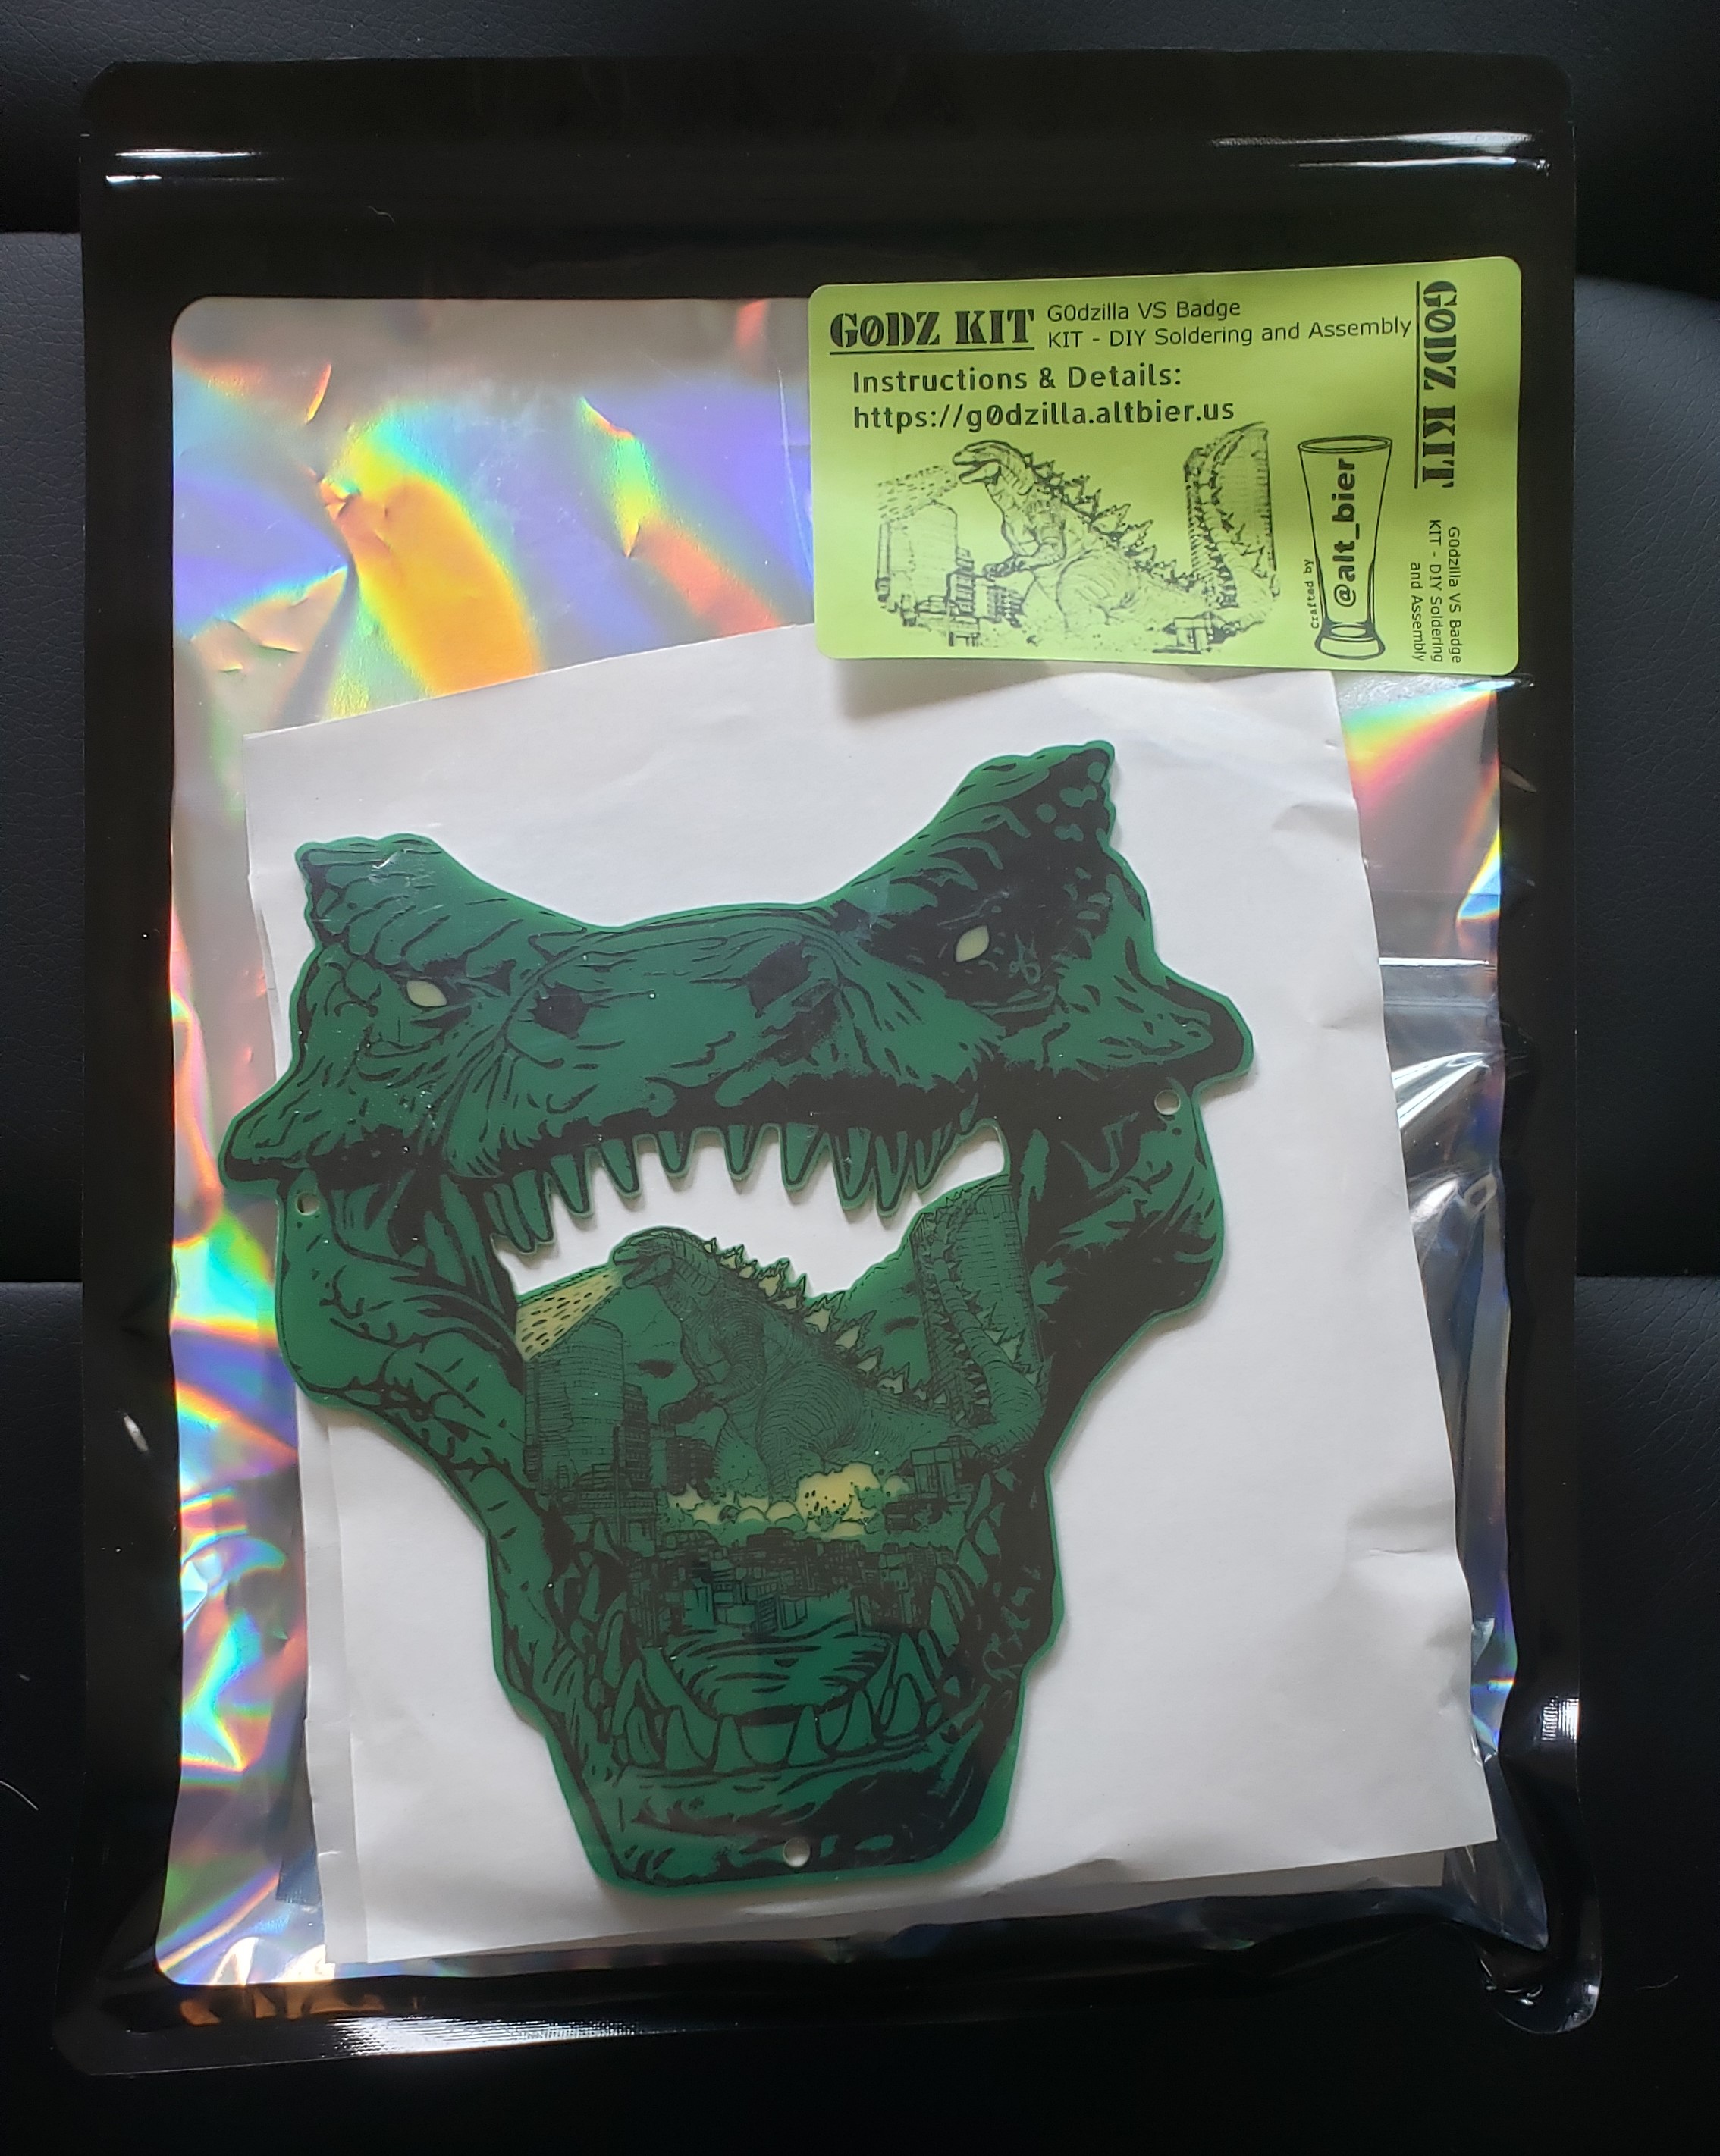 GODZ KIT
G0dzilla VS Badge
KIT - DIY Soldering and Assembly
Instructions & Details:
https://g0dzilla.altbier.us
Crafted by
@alt_bier
G0DZ KIT
G0dzilla VS Badge
KIT - DIY Soldering
and Assembly